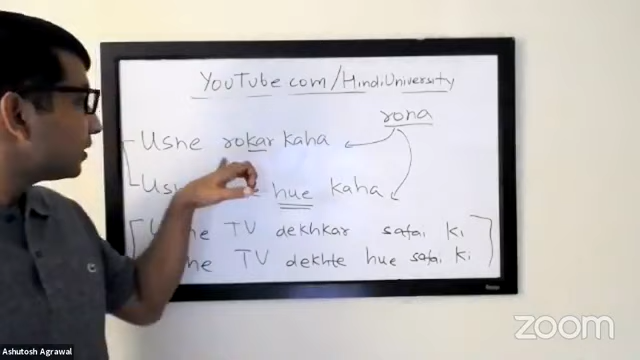 YouTube com/HindiUniversity
rona
Usne rokar kaha
hue kaha
TV dekhkar safai ki
TV dekhte hue safai ki
Ashutosh Agrawal
zoom